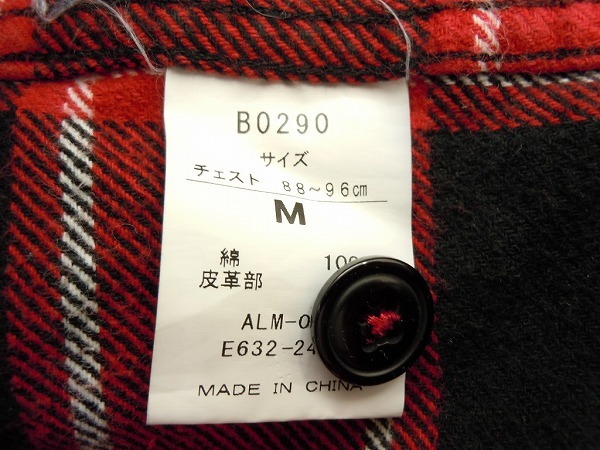 B0290
サイズ
チェスト 88~96cm
M
綿 100
皮革部
ALM-0
E632-24
MADE IN CHINA